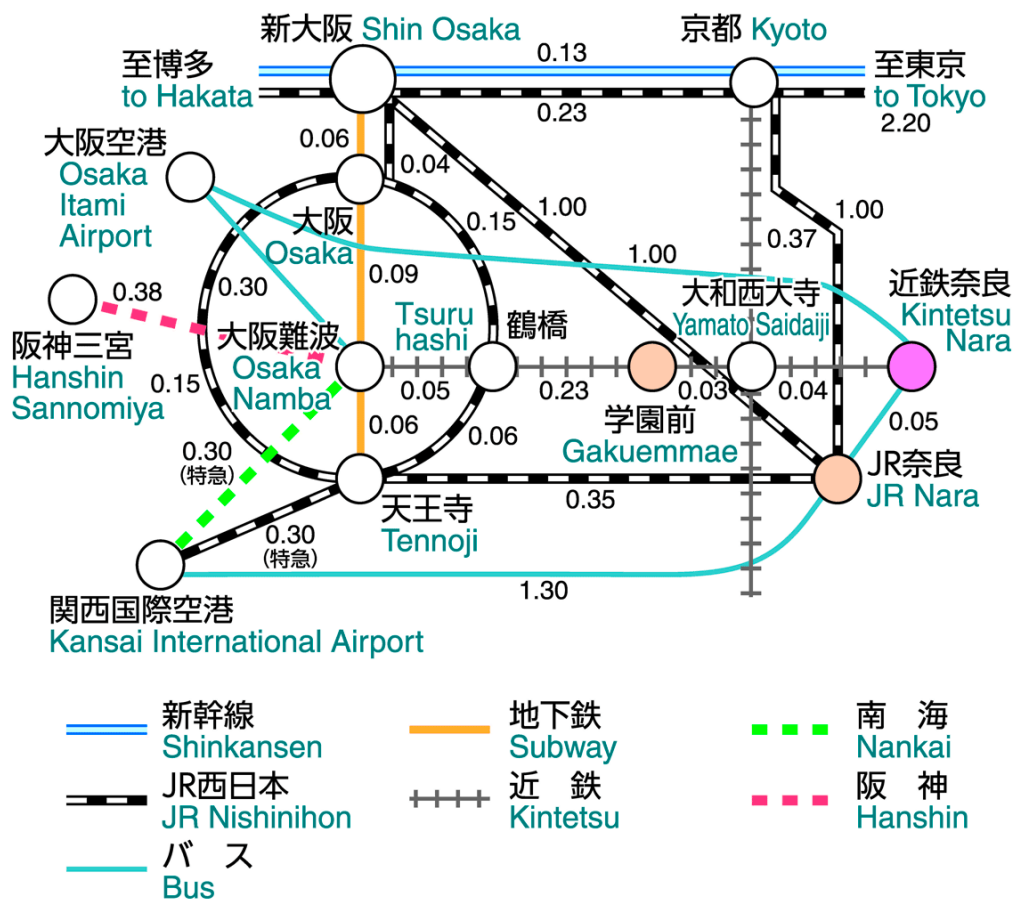 新大阪 Shin Osaka
京都 Kyoto
0.13
至博多
to Hakata
至東京
to Tokyo
0.23
2.20
大阪空港
Osaka
Itami
Airport
0.06
0.04
大阪
Osaka
0.15
1.00
1.00
0.37
1.00
0.38
0.30
0.09
阪神三宮
Hanshin
Sannomiya
大阪難波
Osaka
Namba
Tsuru
hashi
鶴橋
大和西大寺
Yamato Saidaiji
近鉄奈良
Kintetsu
Nara
0.15
0.05
0.23
0.03
0.04
0.05
学園前
Gakuemmae
0.06
0.06
0.30
(特急)
JR奈良
JR Nara
0.35
天王寺
Tennoji
0.30
(特急)
1.30
関西国際空港
Kansai International Airport
新幹線
Shinkansen
地下鉄
Subway
南　海
Nankai
JR西日本
JR Nishinihon
近　鉄
Kintetsu
阪　神
Hanshin
バ　ス
Bus